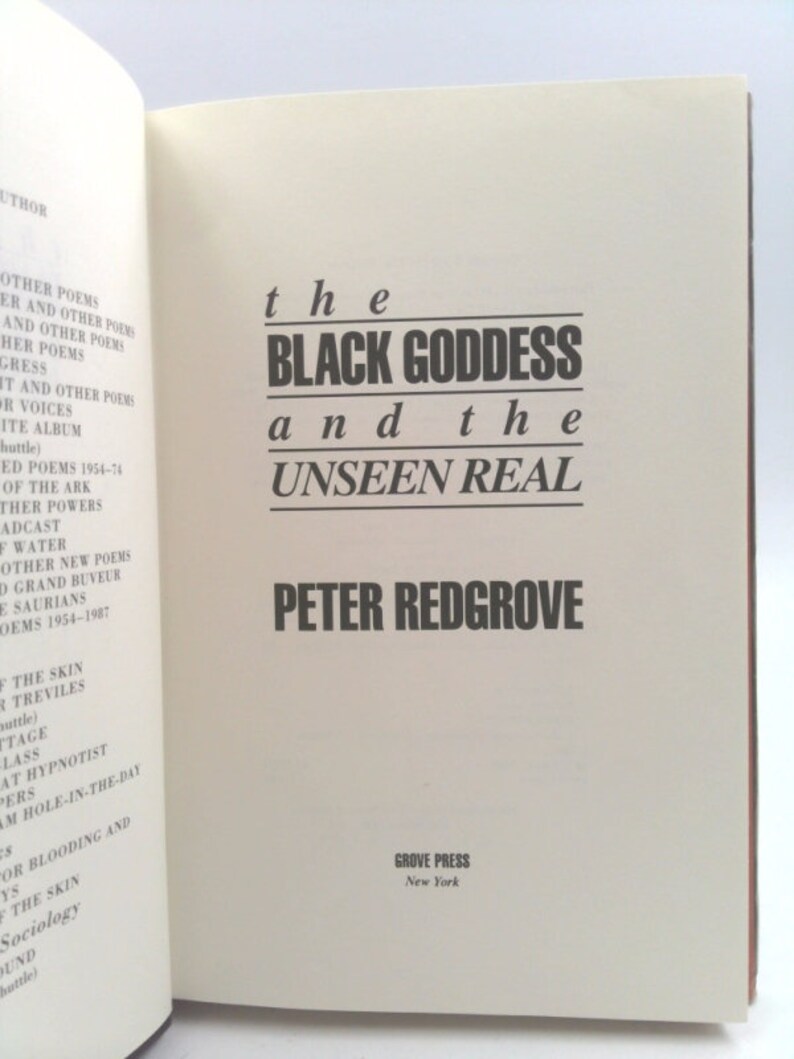 AUTHOR
OTHER POEMS
ER AND OTHER POEMS
AND OTHER POEMS
HER POEMS
GRESS
IT AND OTHER POEMS
OR VOICES
ITE ALBUM
huttle)
ED POEMS 1954–74
OF THE ARK
THER POWERS
ADCAST
F WATER
OTHER NEW POEMS
D GRAND BUVEUR
E SAURIANS
OEMS 1954–1987
F THE SKIN
R TREVILES
huttle)
TTAGE
LASS
AT HYPNOTIST
PERS
AM HOLE-IN-THE-DAY
OR BLOODING AND
YS
F THE SKIN
Sociology
OUND
huttle)
the
BLACK GODDESS
and the
UNSEEN REAL
PETER REDGROVE
GROVE PRESS
New York